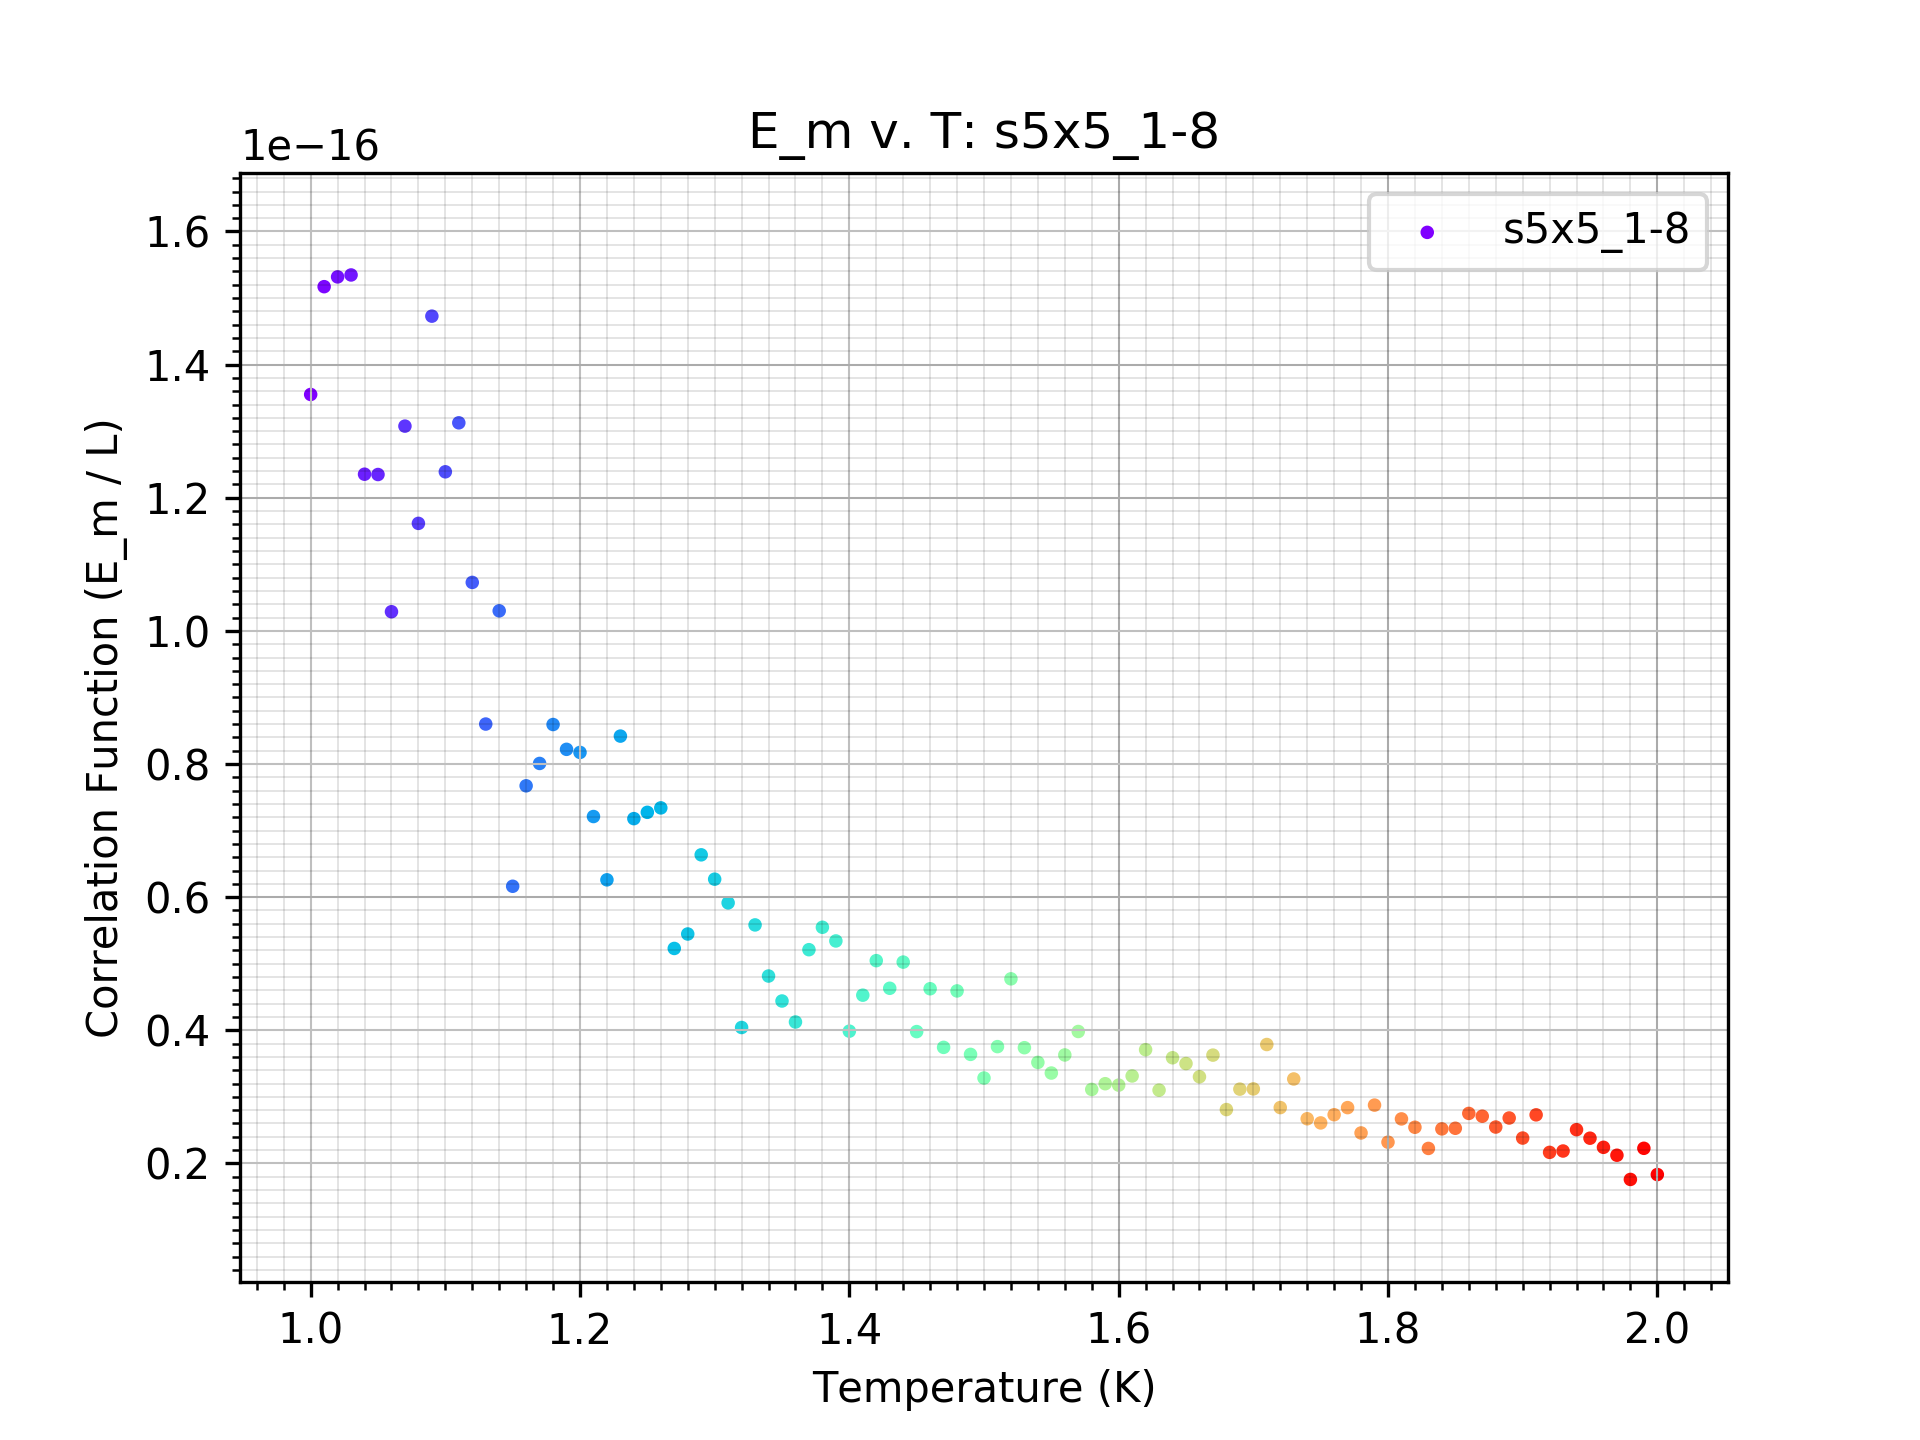 E_m v. T: s5x5_1-8
1e−16
s5x5_1-8
1.6
1.4
1.2
1.0
0.8
0.6
0.4
0.2
Correlation Function (E_m / L)
1.0 1.2 1.4 1.6 1.8 2.0
Temperature (K)